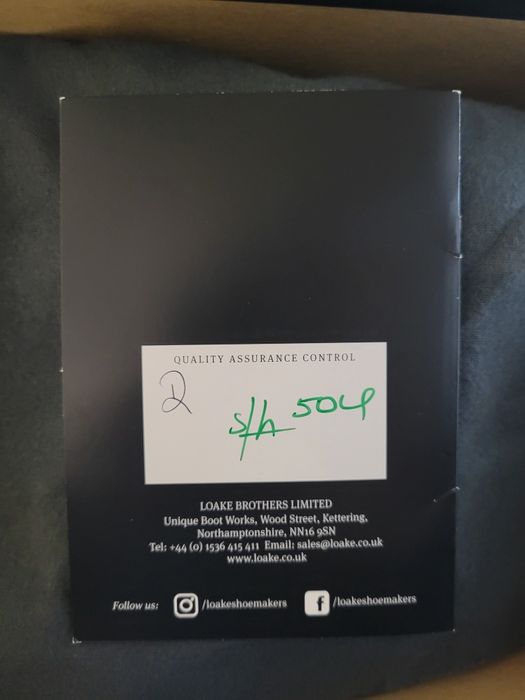 QUALITY ASSURANCE CONTROL
s/h 504
LOAKE BROTHERS LIMITED
Unique Boot Works, Wood Street, Kettering,
Northamptonshire, NN16 9SN
Tel: +44 (0) 1536 415 411 Email: sales@loake.co.uk
www.loake.co.uk
Follow us: /loakeshoemakers f /loakeshoemakers